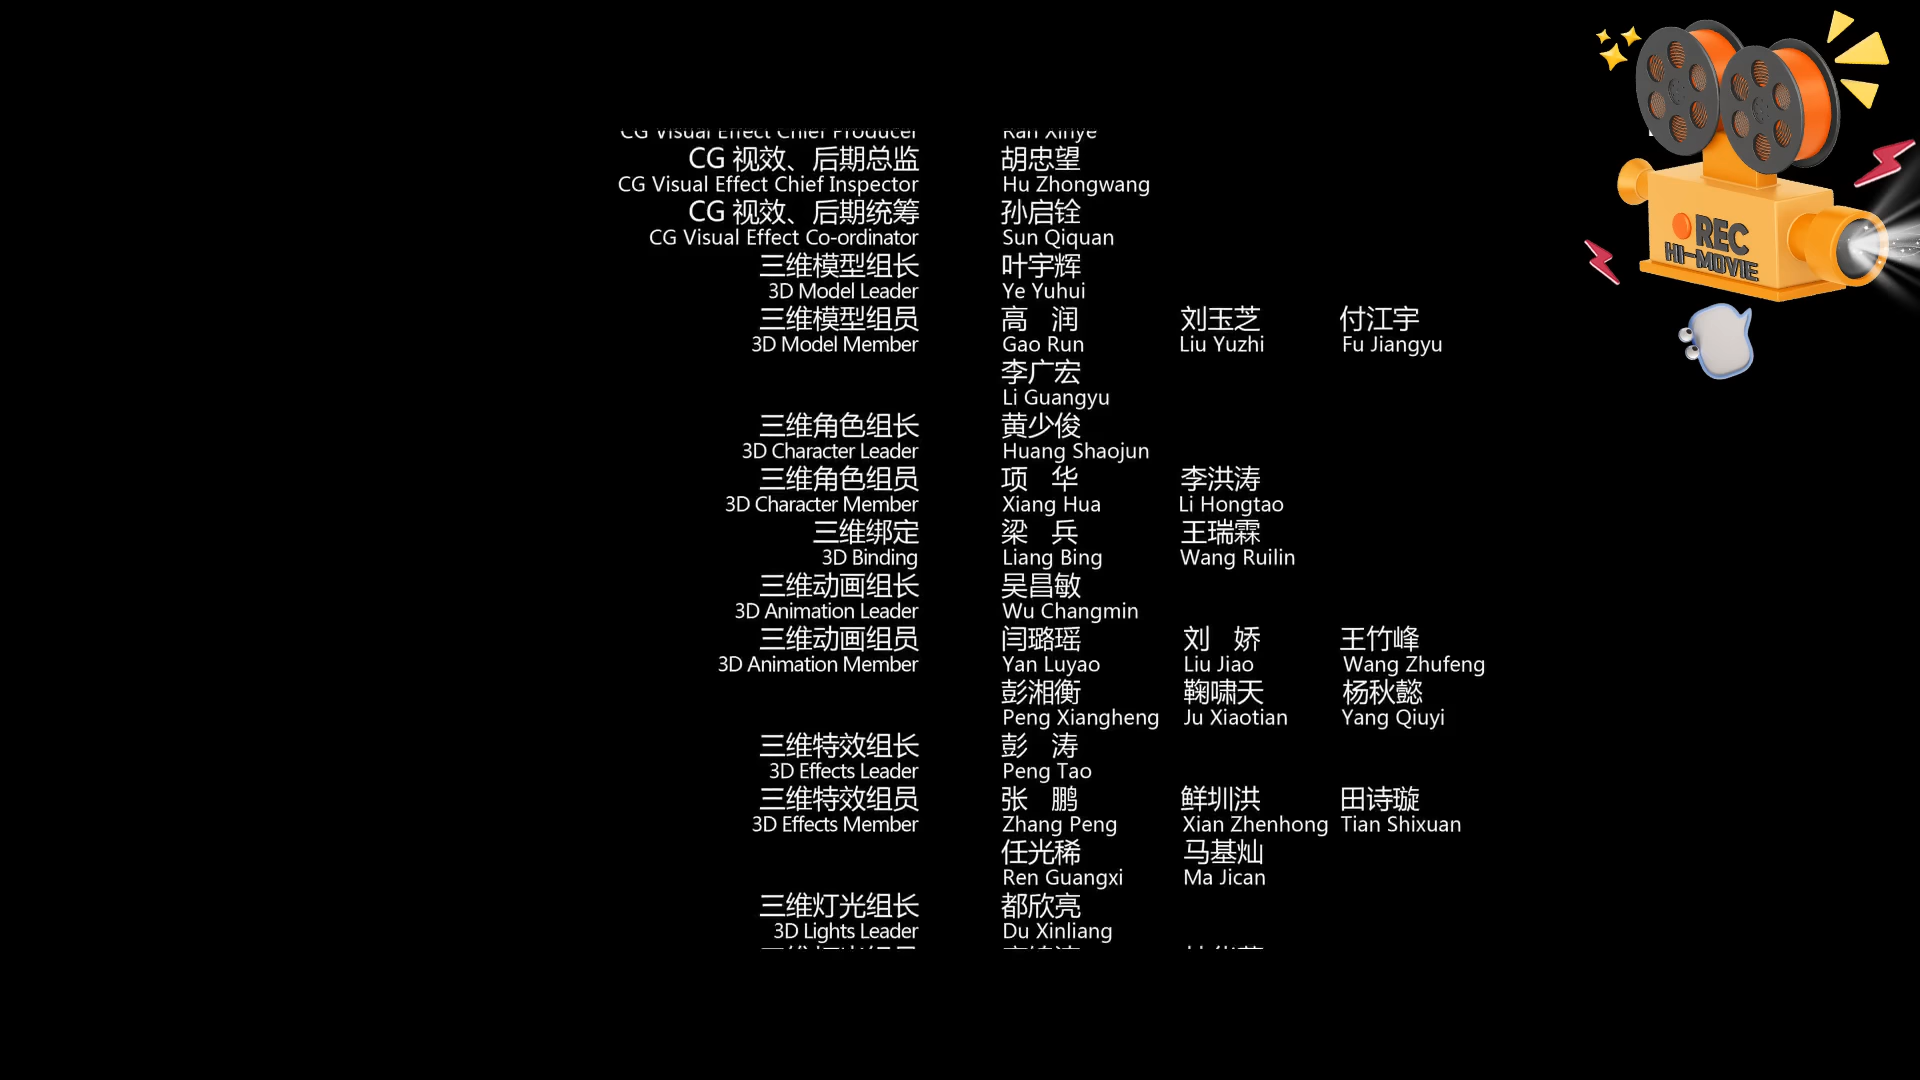 CG Visual Effect Chief Producer Ran Xinye
CG 视效、后期总监 胡忠望
CG Visual Effect Chief Inspector Hu Zhongwang
CG 视效、后期统筹 孙启铨
CG Visual Effect Co-ordinator Sun Qiquan
三维模型组长 叶宇辉
3D Model Leader Ye Yuhui
三维模型组员 高 润 刘玉芝 付江宇
3D Model Member Gao Run Liu Yuzhi Fu Jiangyu
李广宏
Li Guangyu
三维角色组长 黄少俊
3D Character Leader Huang Shaojun
三维角色组员 项 华 李洪涛
3D Character Member Xiang Hua Li Hongtao
三维绑定 梁 兵 王瑞霖
3D Binding Liang Bing Wang Ruilin
三维动画组长 吴昌敏
3D Animation Leader Wu Changmin
三维动画组员 闫璐瑶 刘 娇 王竹峰
3D Animation Member Yan Luyao Liu Jiao Wang Zhufeng
彭湘衡 鞠啸天 杨秋懿
Peng Xiangheng Ju Xiaotian Yang Qiuyi
三维特效组长 彭 涛
3D Effects Leader Peng Tao
三维特效组员 张 鹏 鲜圳洪 田诗璇
3D Effects Member Zhang Peng Xian Zhenhong Tian Shixuan
任光稀 马基灿
Ren Guangxi Ma Jican
三维灯光组长 都欣亮
3D Lights Leader Du Xinliang
REC
HI-MOVIE